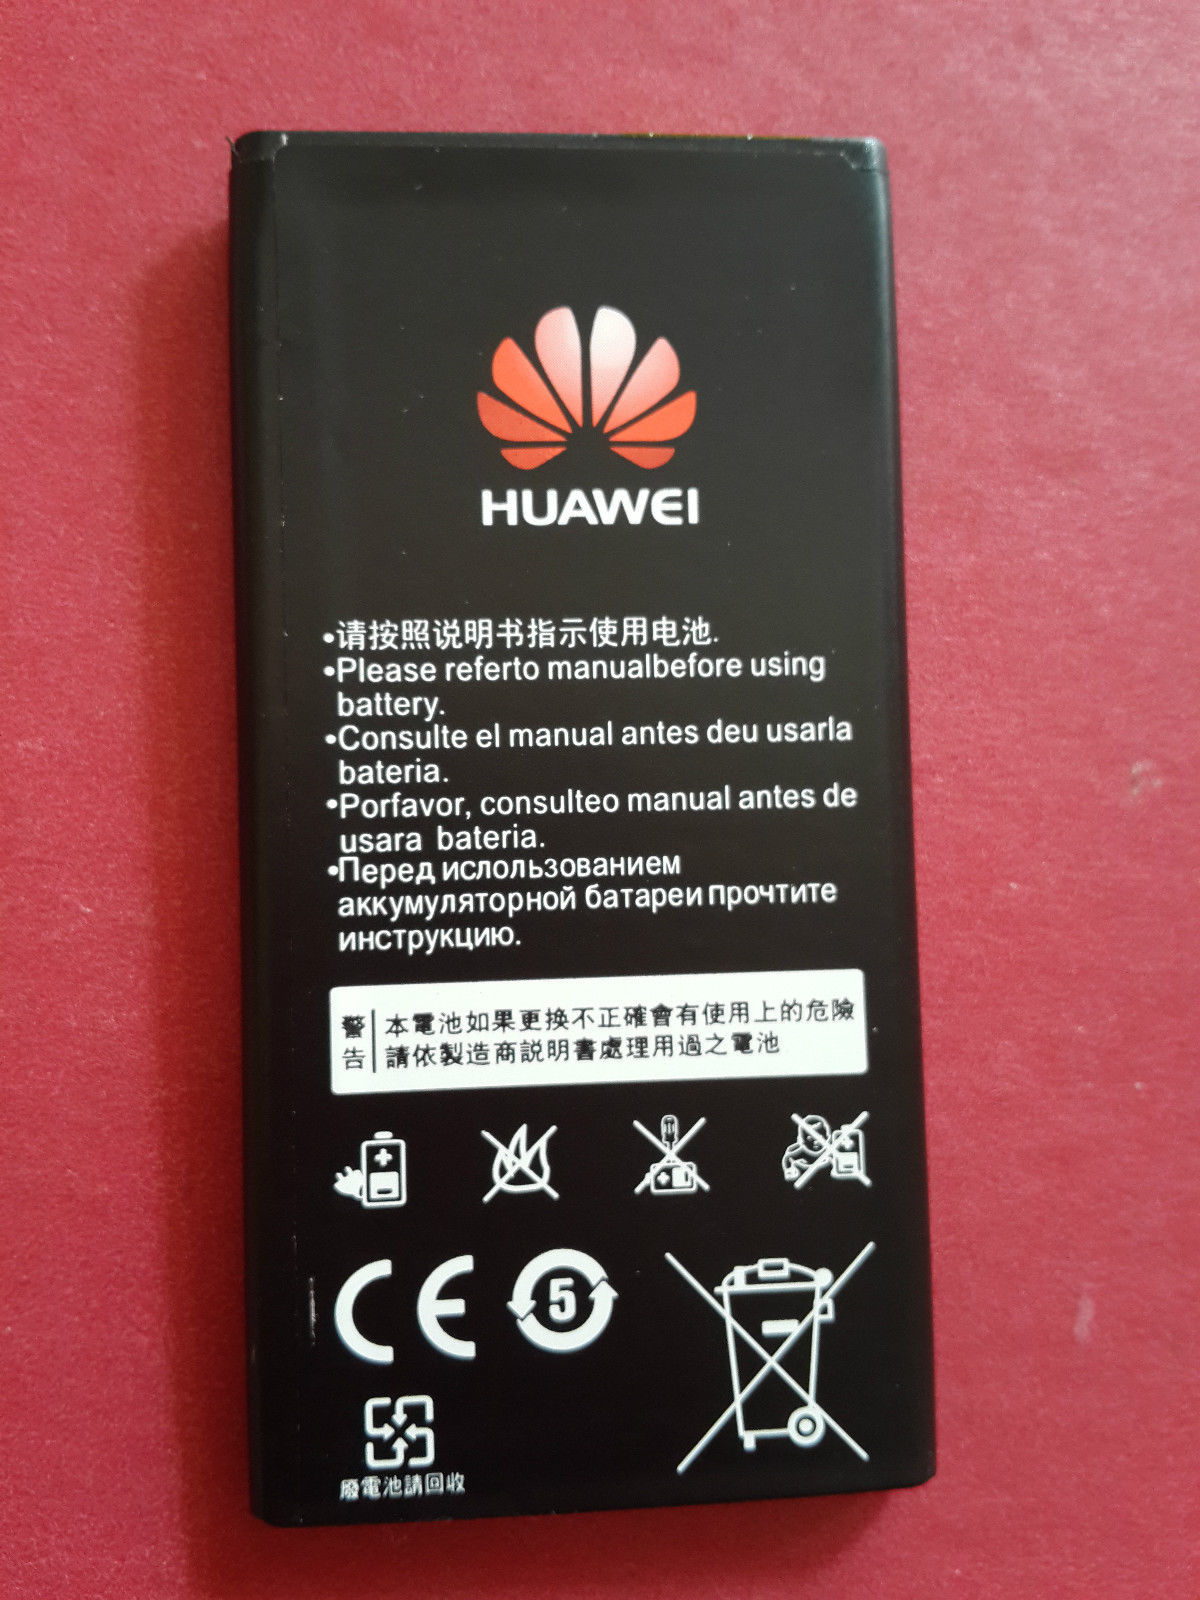 HUAWEI
•请按照说明书指示使用电池.
•Please referto manualbefore using
battery.
•Consulte el manual antes deu usarla
bateria.
•Porfavor, consulteo manual antes de
usara bateria.
•Перед ислользованием
аккумуляторной батареи прочтите
инструкцию.
警告 本電池如果更換不正確會有使用上的危險
請依製造商説明書處理用過之電池
CE 5
廢電池請回收